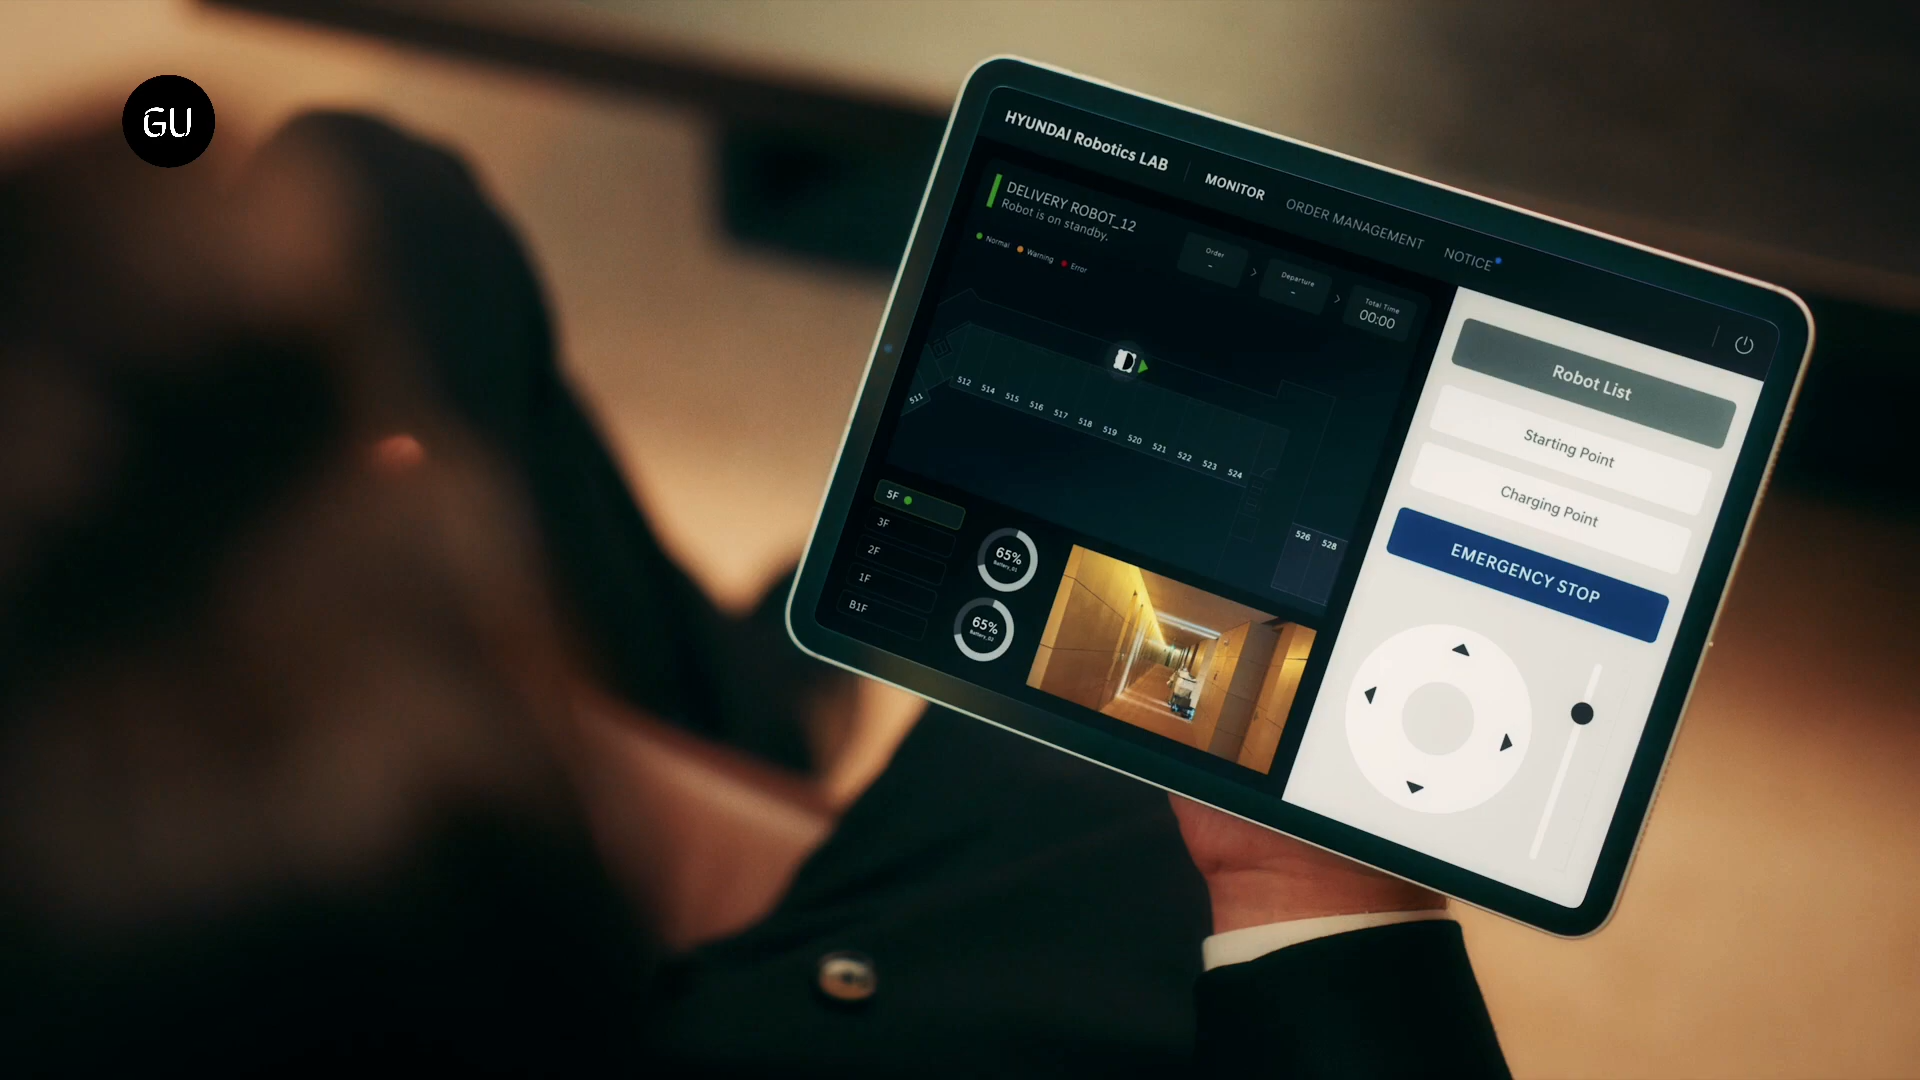 GU
HYUNDAI Robotics LAB
MONITOR
ORDER MANAGEMENT
NOTICE
DELIVERY ROBOT_12
Robot is on standby.
Normal
Warning
Error
Order
-
Departure
-
Total Time
00:00
511
512
514
515
516
517
518
519
520
521
522
523
524
526
528
5F
3F
2F
1F
B1F
65%
Battery_01
65%
Battery_02
Robot List
Starting Point
Charging Point
EMERGENCY STOP